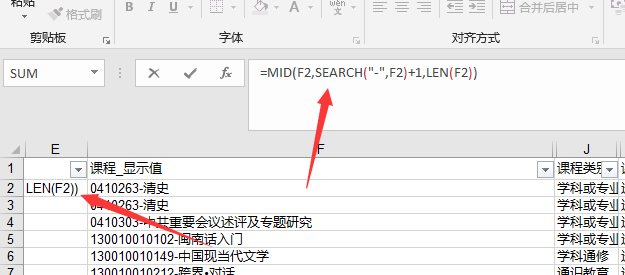 粘贴
格式刷
B I U
A
wén
合并后居中
剪贴板
字体
对齐方式
SUM
=MID(F2,SEARCH("-",F2)+1,LEN(F2))
E F J
1 课程_显示值 课程类别
2 LEN(F2)) 0410263-清史 学科或专业
3 0410263-清史 学科或专业
4 0410303-中共重要会议述评及专题研究 学科或专业
5 130010010102-闽南话入门 学科或专业
6 130010010149-中国现当代文学 学科通修
7 130010010212-跨界•对话 通识教育